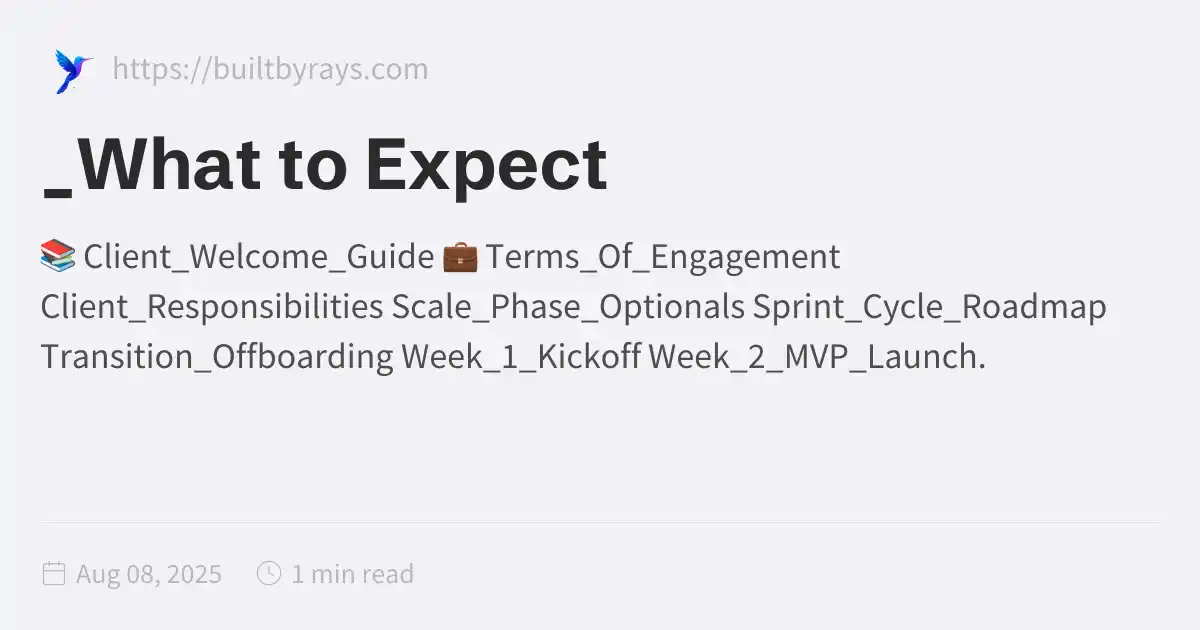 https://builtbyrays.com
_What to Expect
📚 Client_Welcome_Guide 💼 Terms_Of_Engagement
Client_Responsibilities Scale_Phase_Optionals Sprint_Cycle_Roadmap
Transition_Offboarding Week_1_Kickoff Week_2_MVP_Launch.
Aug 08, 2025 1 min read